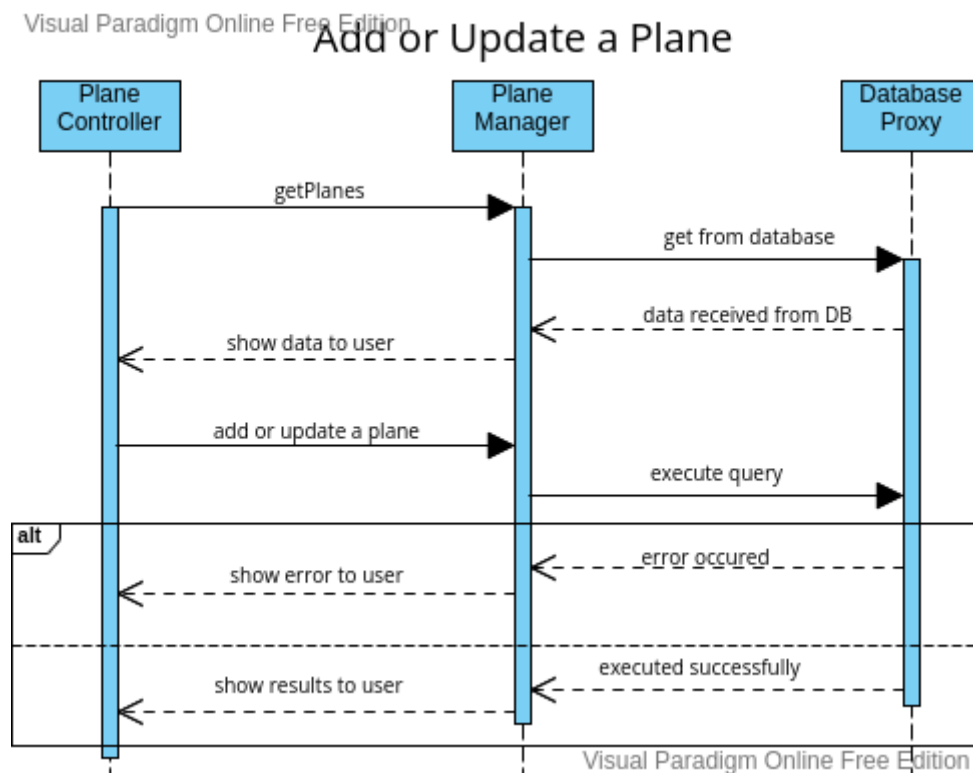 Visual Paradigm Online Free Edition
Add or Update a Plane
Plane
Controller
Plane
Manager
Database
Proxy
getPlanes
get from database
data received from DB
show data to user
add or update a plane
execute query
alt
error occured
show error to user
executed successfully
show results to user
Visual Paradigm Online Free Edition